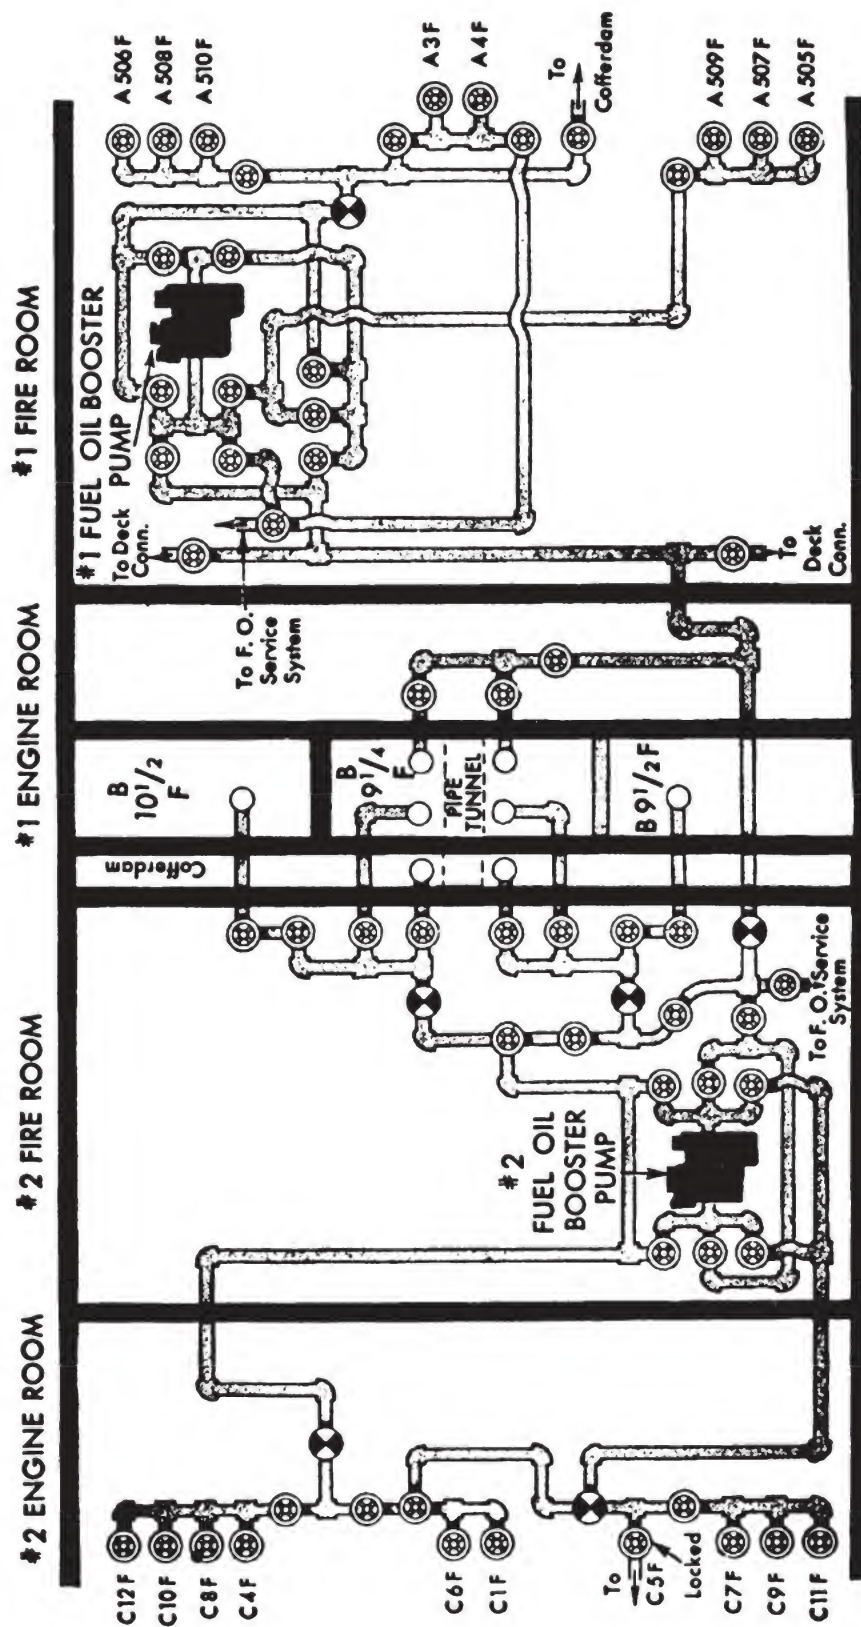 #2 ENGINE ROOM
#2 FIRE ROOM
#1 ENGINE ROOM
#1 FIRE ROOM
C12F
C10F
C8F
C4F
C6F
C1F
To
C5F
Locked
C7F
C9F
C11F
#2
FUEL OIL
BOOSTER
PUMP
To F. O. Service
System
Cofferdam
B
10 1/2
F
B
9 1/4
F
PIPE
TUNNEL
B 9 1/2 F
To F. O.
Service
System
#1 FUEL OIL BOOSTER
PUMP
To Deck
Conn.
To
Deck
Conn.
A506F
A508F
A510F
A3F
A4F
To
Cofferdam
A509F
A507F
A505F